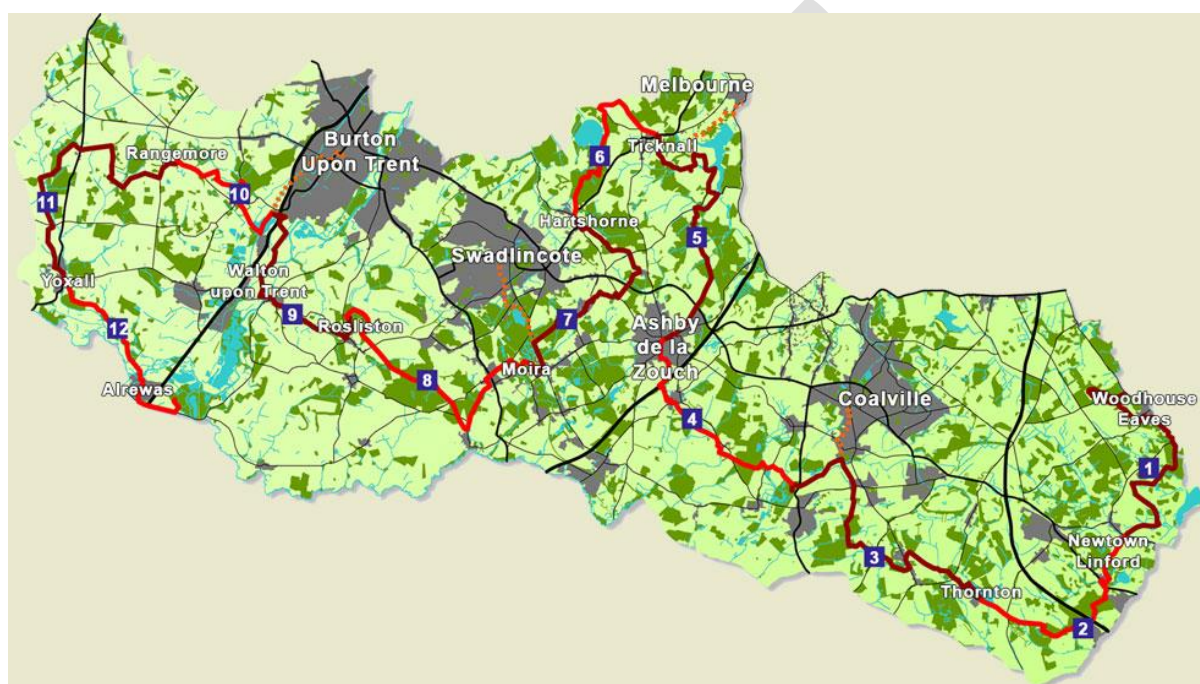 Melbourne
Burton
Upon Trent
Rangemore
Ticknall
6
10
11
Hartshorne
5
Swadlincote
Walton
upon Trent
Yoxall
9
7
Rosliston
12
Ashby
de la
Zouch
Moira
8
Alrewas
Coalville
Woodhouse
Eaves
4
1
Newtown
Linford
3
Thornton
2